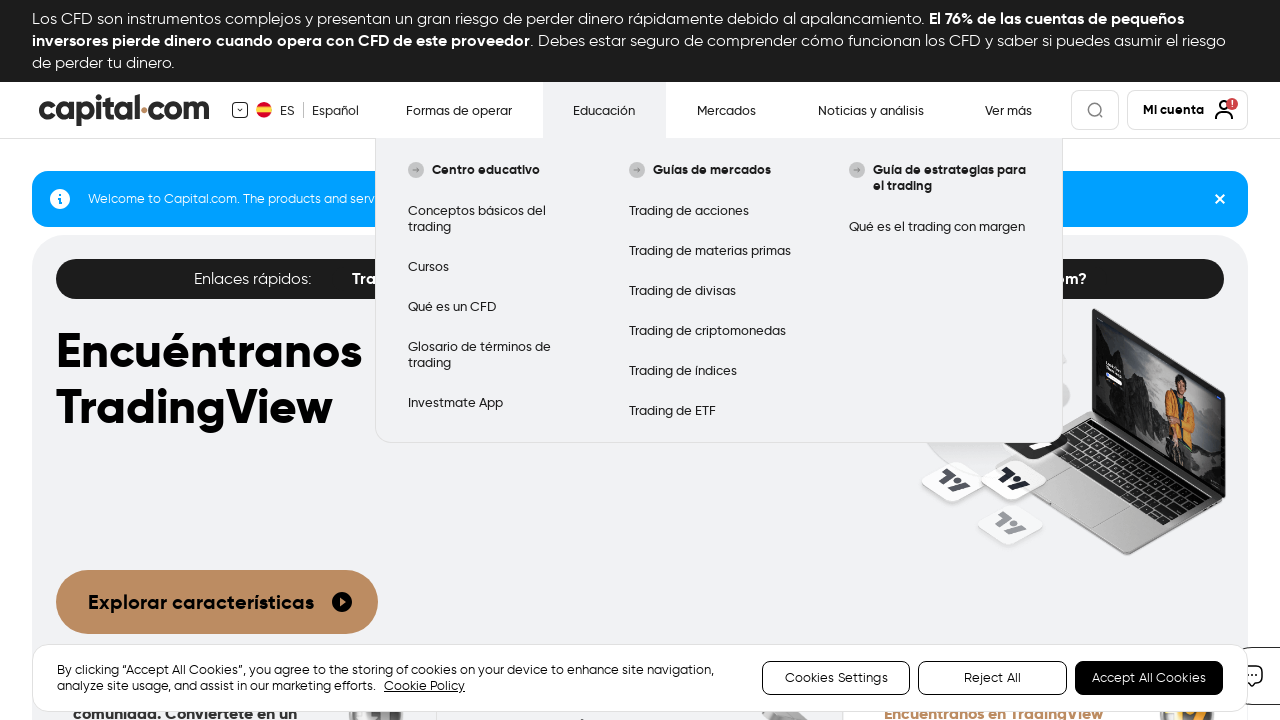 Los CFD son instrumentos complejos y presentan un gran riesgo de perder dinero rápidamente debido al apalancamiento. El 76% de las cuentas de pequeños
inversores pierde dinero cuando opera con CFD de este proveedor. Debes estar seguro de comprender cómo funcionan los CFD y saber si puedes asumir el riesgo
de perder tu dinero.
capital.com
ES
Español
Formas de operar
Educación
Mercados
Noticias y análisis
Ver más
Mi cuenta
Centro educativo
Conceptos básicos del
trading
Cursos
Qué es un CFD
Glosario de términos de
trading
Investmate App
Guías de mercados
Trading de acciones
Trading de materias primas
Trading de divisas
Trading de criptomonedas
Trading de índices
Trading de ETF
Guía de estrategias para
el trading
Qué es el trading con margen
Welcome to Capital.com. The products and serv
Enlaces rápidos:
Encuéntranos
TradingView
Explorar características
By clicking “Accept All Cookies”, you agree to the storing of cookies on your device to enhance site navigation,
analyze site usage, and assist in our marketing efforts. Cookie Policy
Cookies Settings
Reject All
Accept All Cookies
comunidad. Conviértete en un
Encuéntranos en TradingView